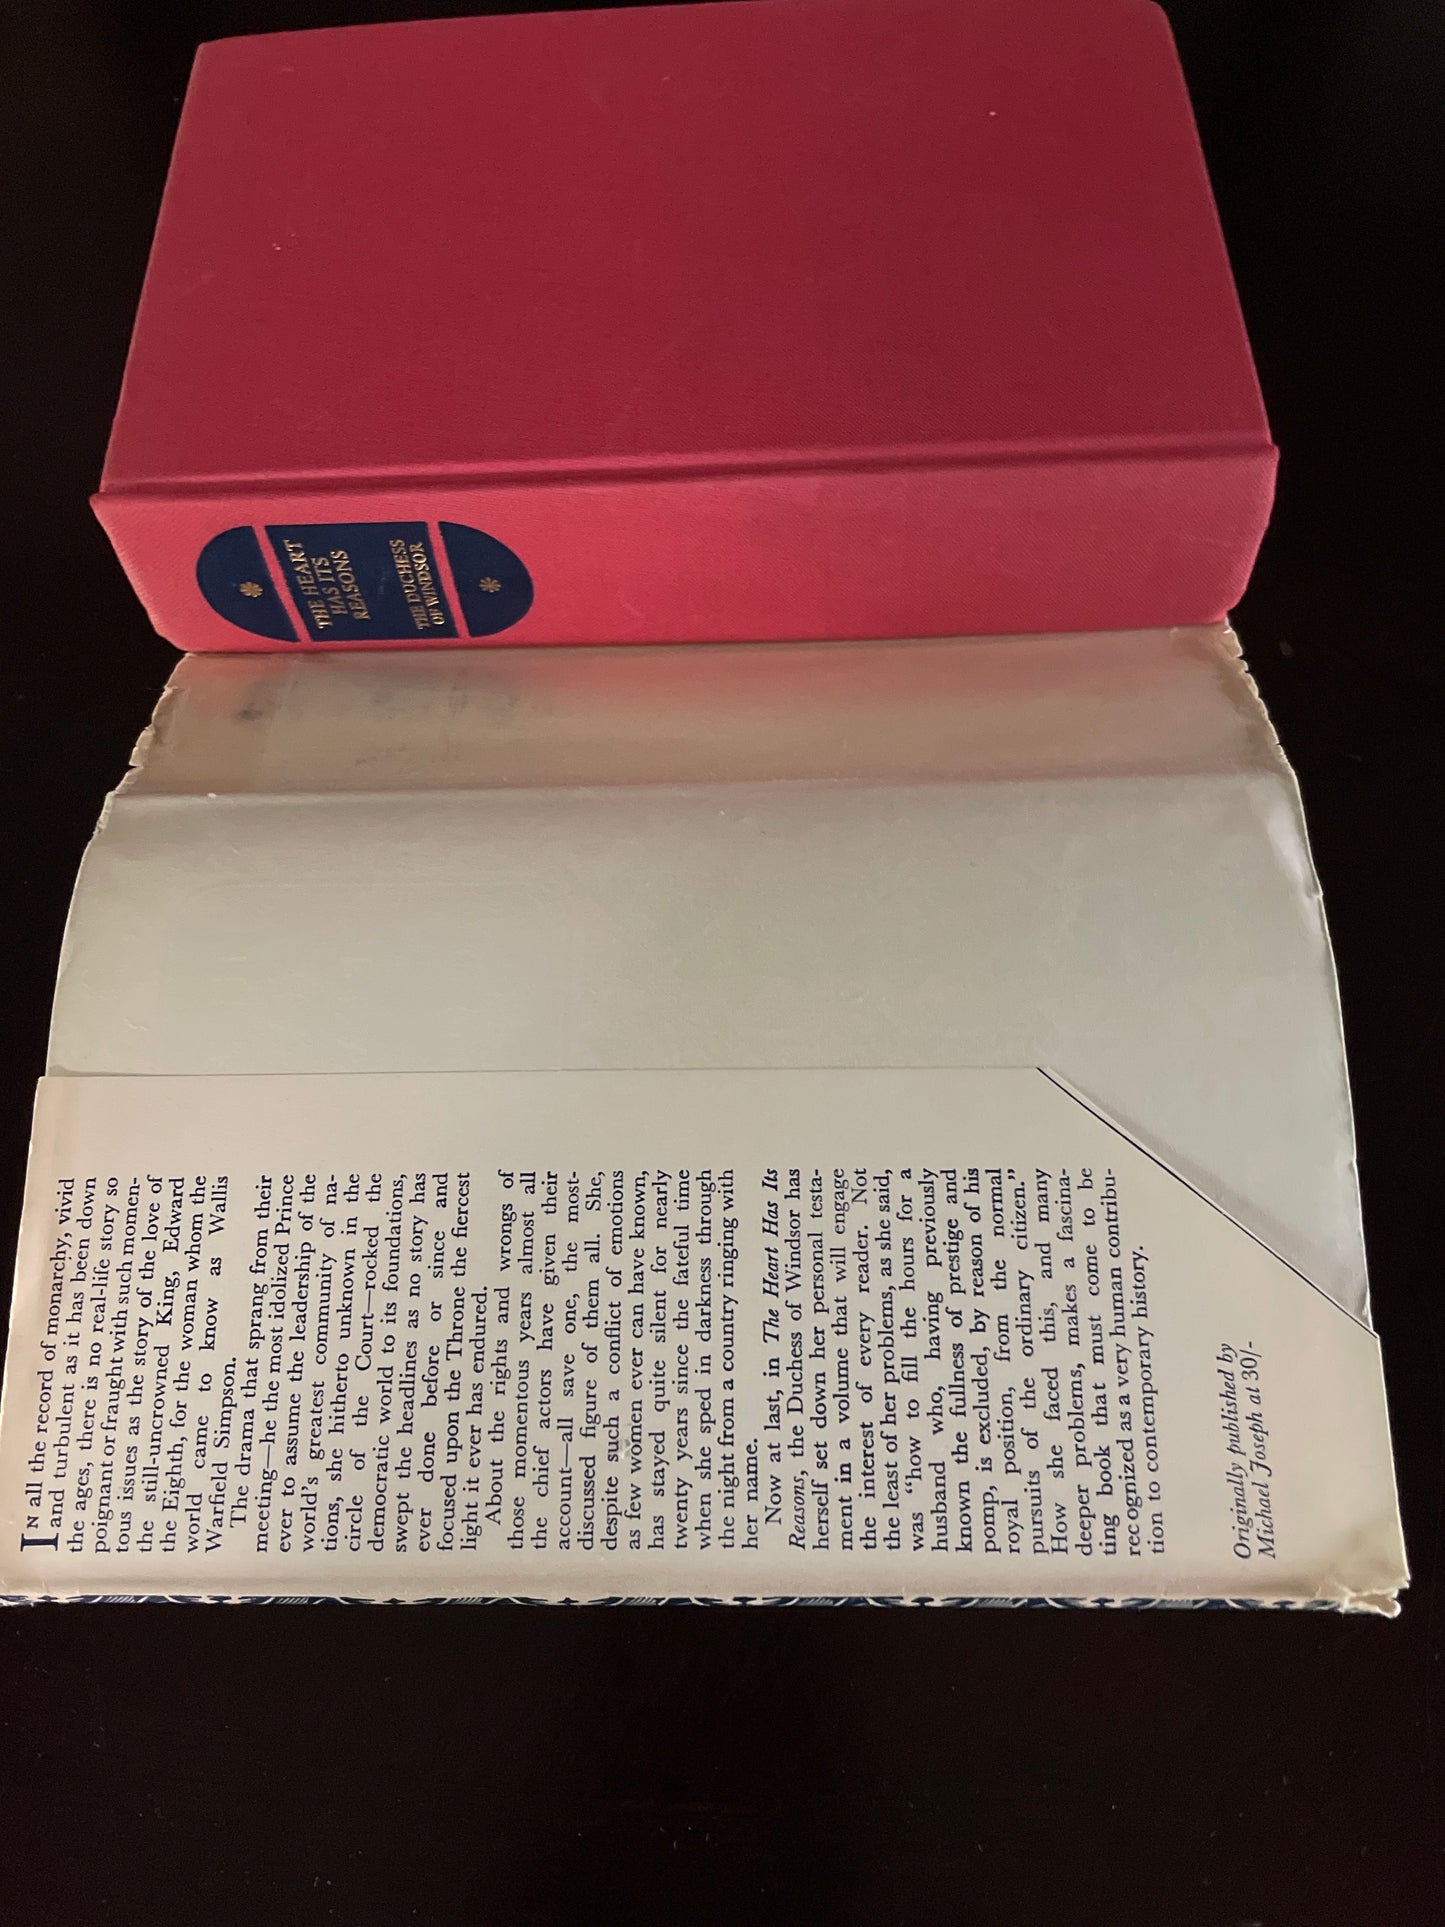 THE HEART
HAS ITS
REASONS
THE DUCHESS
OF WINDSOR
IN all the record of monarchy, vivid
and turbulent as it has been down
the ages, there is no real-life story so
poignant or fraught with such momen-
tous issues as the story of the love of
the still-uncrowned King, Edward
the Eighth, for the woman whom the
world came to know as Wallis
Warfield Simpson.
The drama that sprang from their
meeting—he the most idolized Prince
ever to assume the leadership of the
world's greatest community of na-
tions, she hitherto unknown in the
circle of the Court—rocked the
democratic world to its foundations,
swept the headlines as no story has
ever done before or since and
focused upon the Throne the fiercest
light it ever has endured.
About the rights and wrongs of
those momentous years almost all
the chief actors have given their
account—all save one, the most-
discussed figure of them all. She,
despite such a conflict of emotions
as few women ever can have known,
has stayed quite silent for nearly
twenty years since the fateful time
when she sped in darkness through
the night from a country ringing with
her name.
Now at last, in The Heart Has Its
Reasons, the Duchess of Windsor has
herself set down her personal testa-
ment in a volume that will engage
the interest of every reader. Not
the least of her problems, as she said,
was “how to fill the hours for a
husband who, having previously
known the fullness of prestige and
pomp, is excluded, by reason of his
royal position, from the normal
pursuits of the ordinary citizen.”
How she faced this, and many
deeper problems, makes a fascina-
ting book that must come to be
recognized as a very human contribu-
tion to contemporary history.
Originally published by
Michael Joseph at 30/-